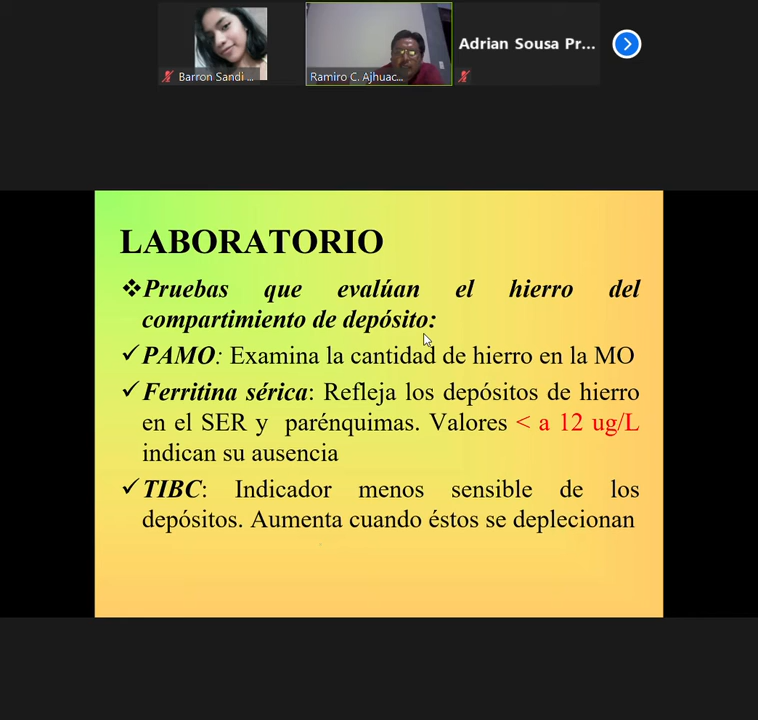 Barron Sandi ...
Ramiro C. Ajhuac...
Adrian Sousa Pr...
LABORATORIO
❖Pruebas que evalúan el hierro del
compartimiento de depósito:
✓PAMO: Examina la cantidad de hierro en la MO
✓Ferritina sérica: Refleja los depósitos de hierro
en el SER y parénquimas. Valores < a 12 ug/L
indican su ausencia
✓TIBC: Indicador menos sensible de los
depósitos. Aumenta cuando éstos se deplecionan